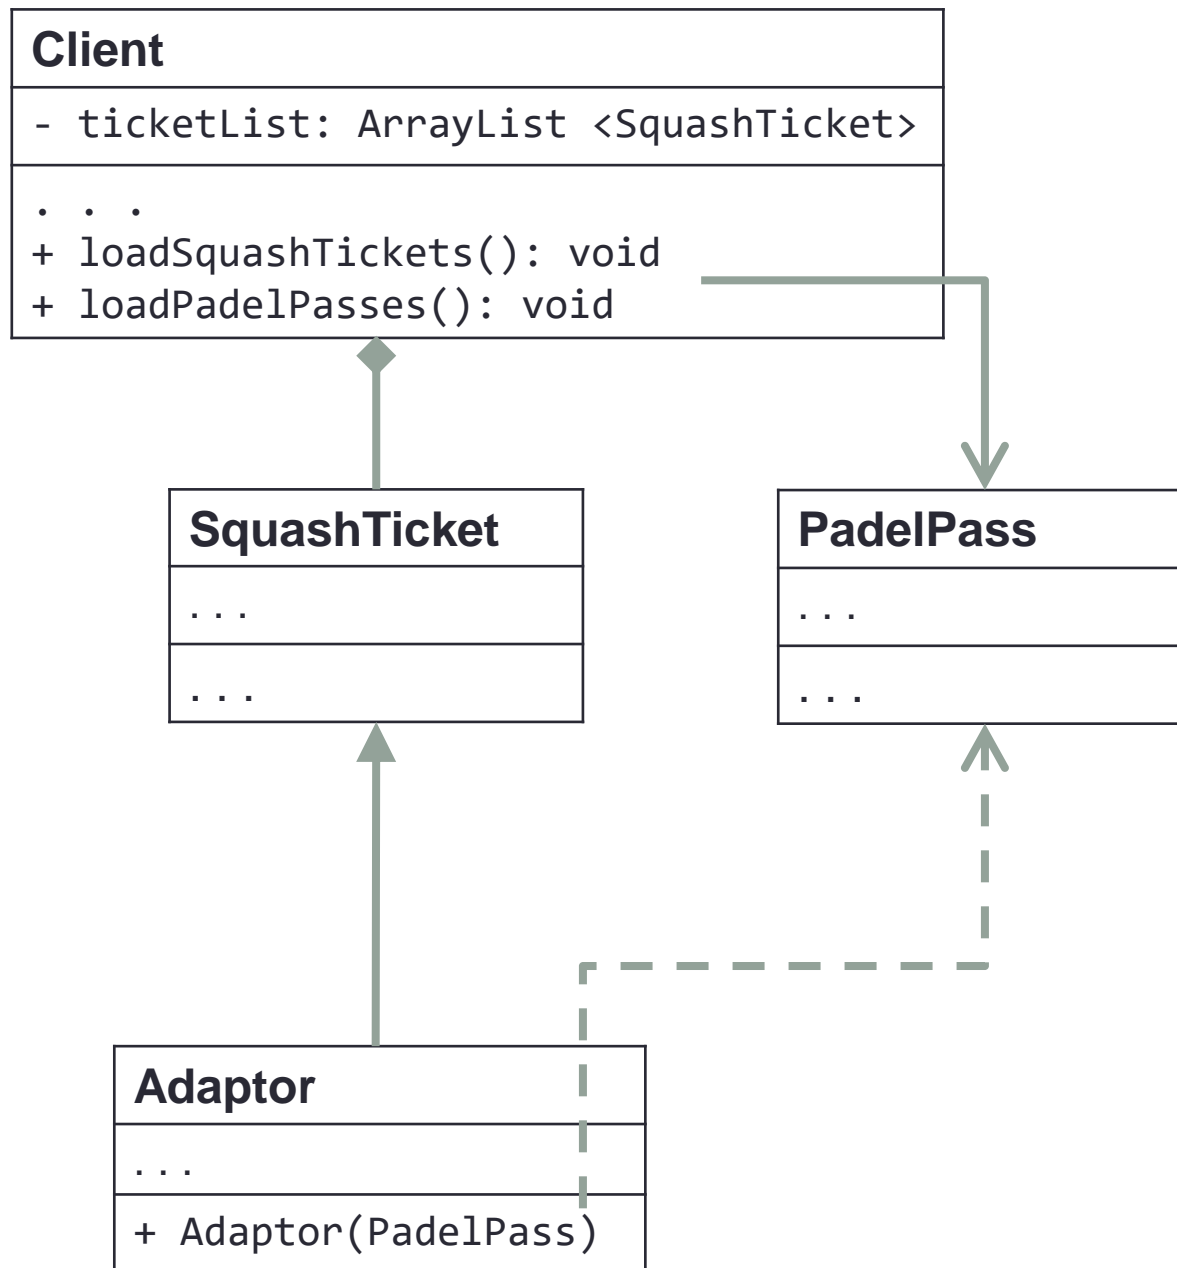 Client
- ticketList: ArrayList <SquashTicket>
. . .
+ loadSquashTickets(): void
+ loadPadelPasses(): void
SquashTicket
. . .
. . .
PadelPass
. . .
. . .
Adaptor
. . .
+ Adaptor(PadelPass)